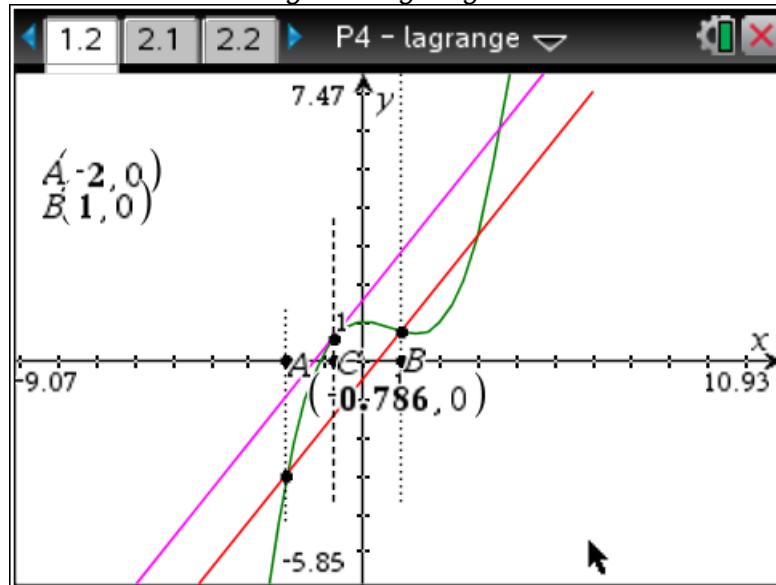 1.2 2.1 2.2 P4 - lagrange
7.47 y
A(-2,0)
B(1,0)
1
x
A C B
-9.07 10.93
(-0.786,0)
-5.85